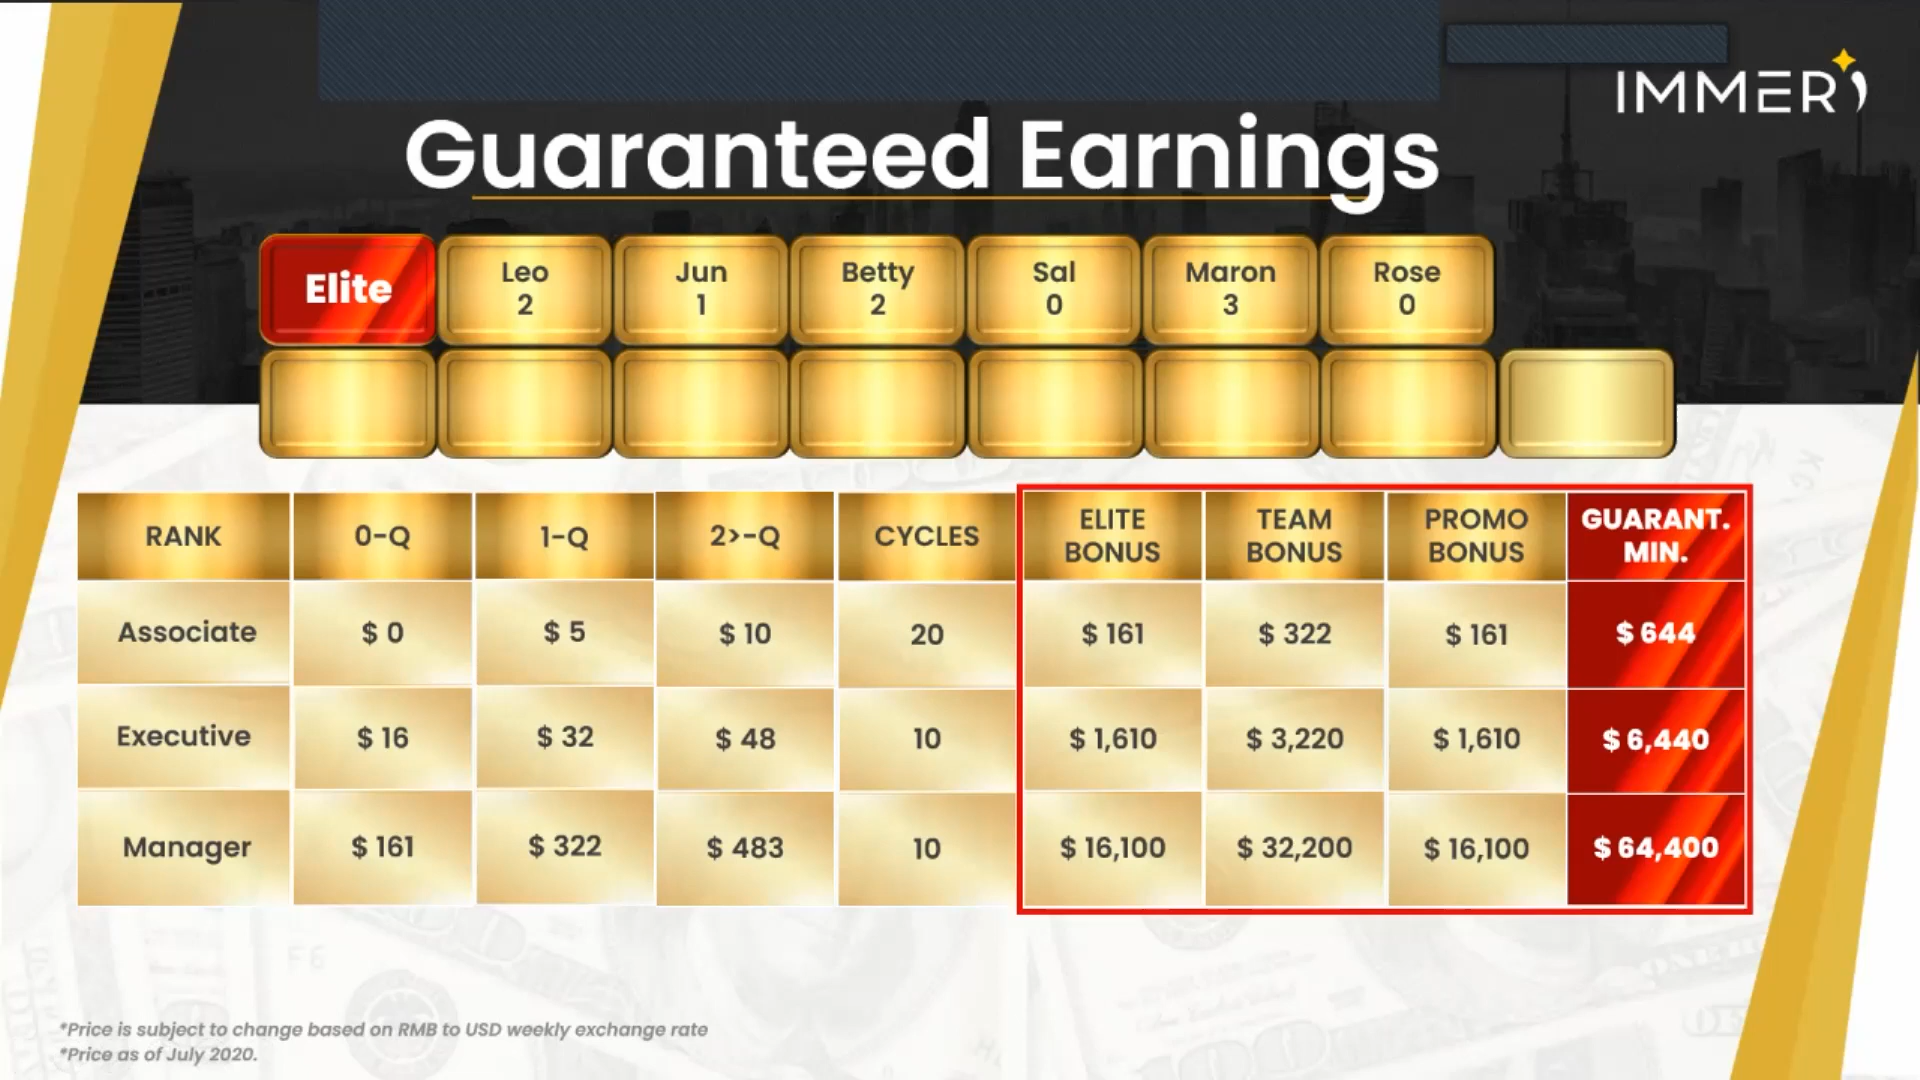 IMMER
Guaranteed Earnings
Elite
Leo
2
Jun
1
Betty
2
Sal
0
Maron
3
Rose
0
RANK 0-Q 1-Q 2>-Q CYCLES ELITE BONUS TEAM BONUS PROMO BONUS GUARANT. MIN.
Associate $ 0 $ 5 $ 10 20 $ 161 $ 322 $ 161 $ 644
Executive $ 16 $ 32 $ 48 10 $ 1,610 $ 3,220 $ 1,610 $ 6,440
Manager $ 161 $ 322 $ 483 10 $ 16,100 $ 32,200 $ 16,100 $ 64,400
*Price is subject to change based on RMB to USD weekly exchange rate
*Price as of July 2020.